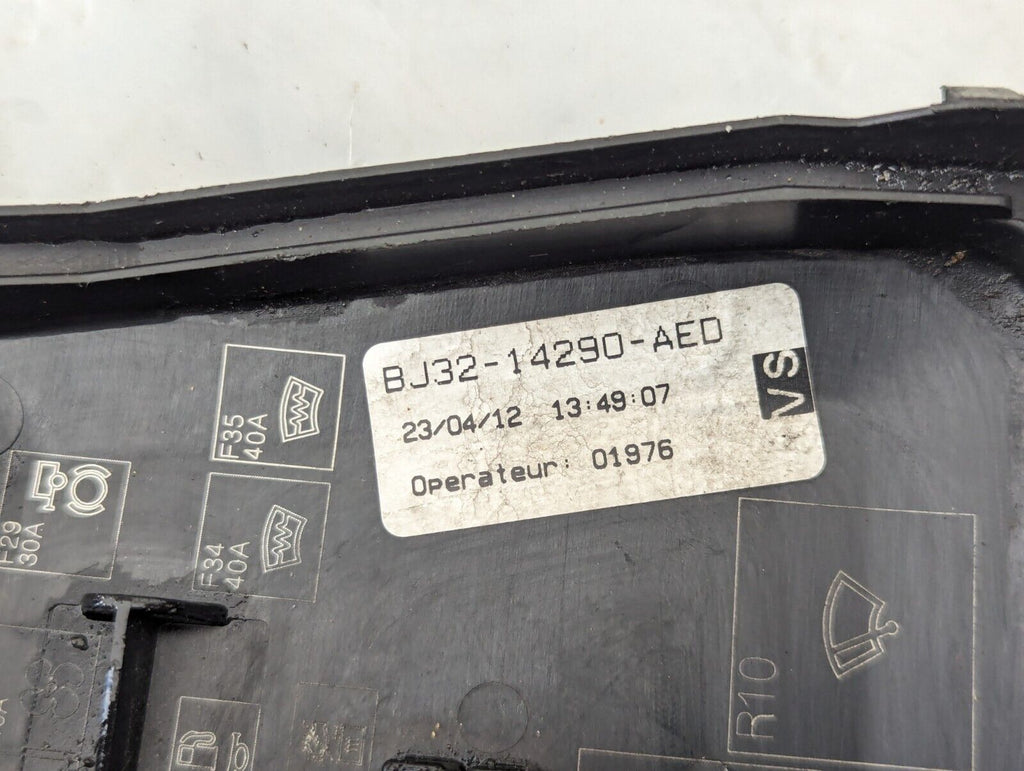 BJ32-14290-AED
23/04/12 13:49:07
Operateur: 01976
VS
F35
40A
F29
30A
F34
40A
R10